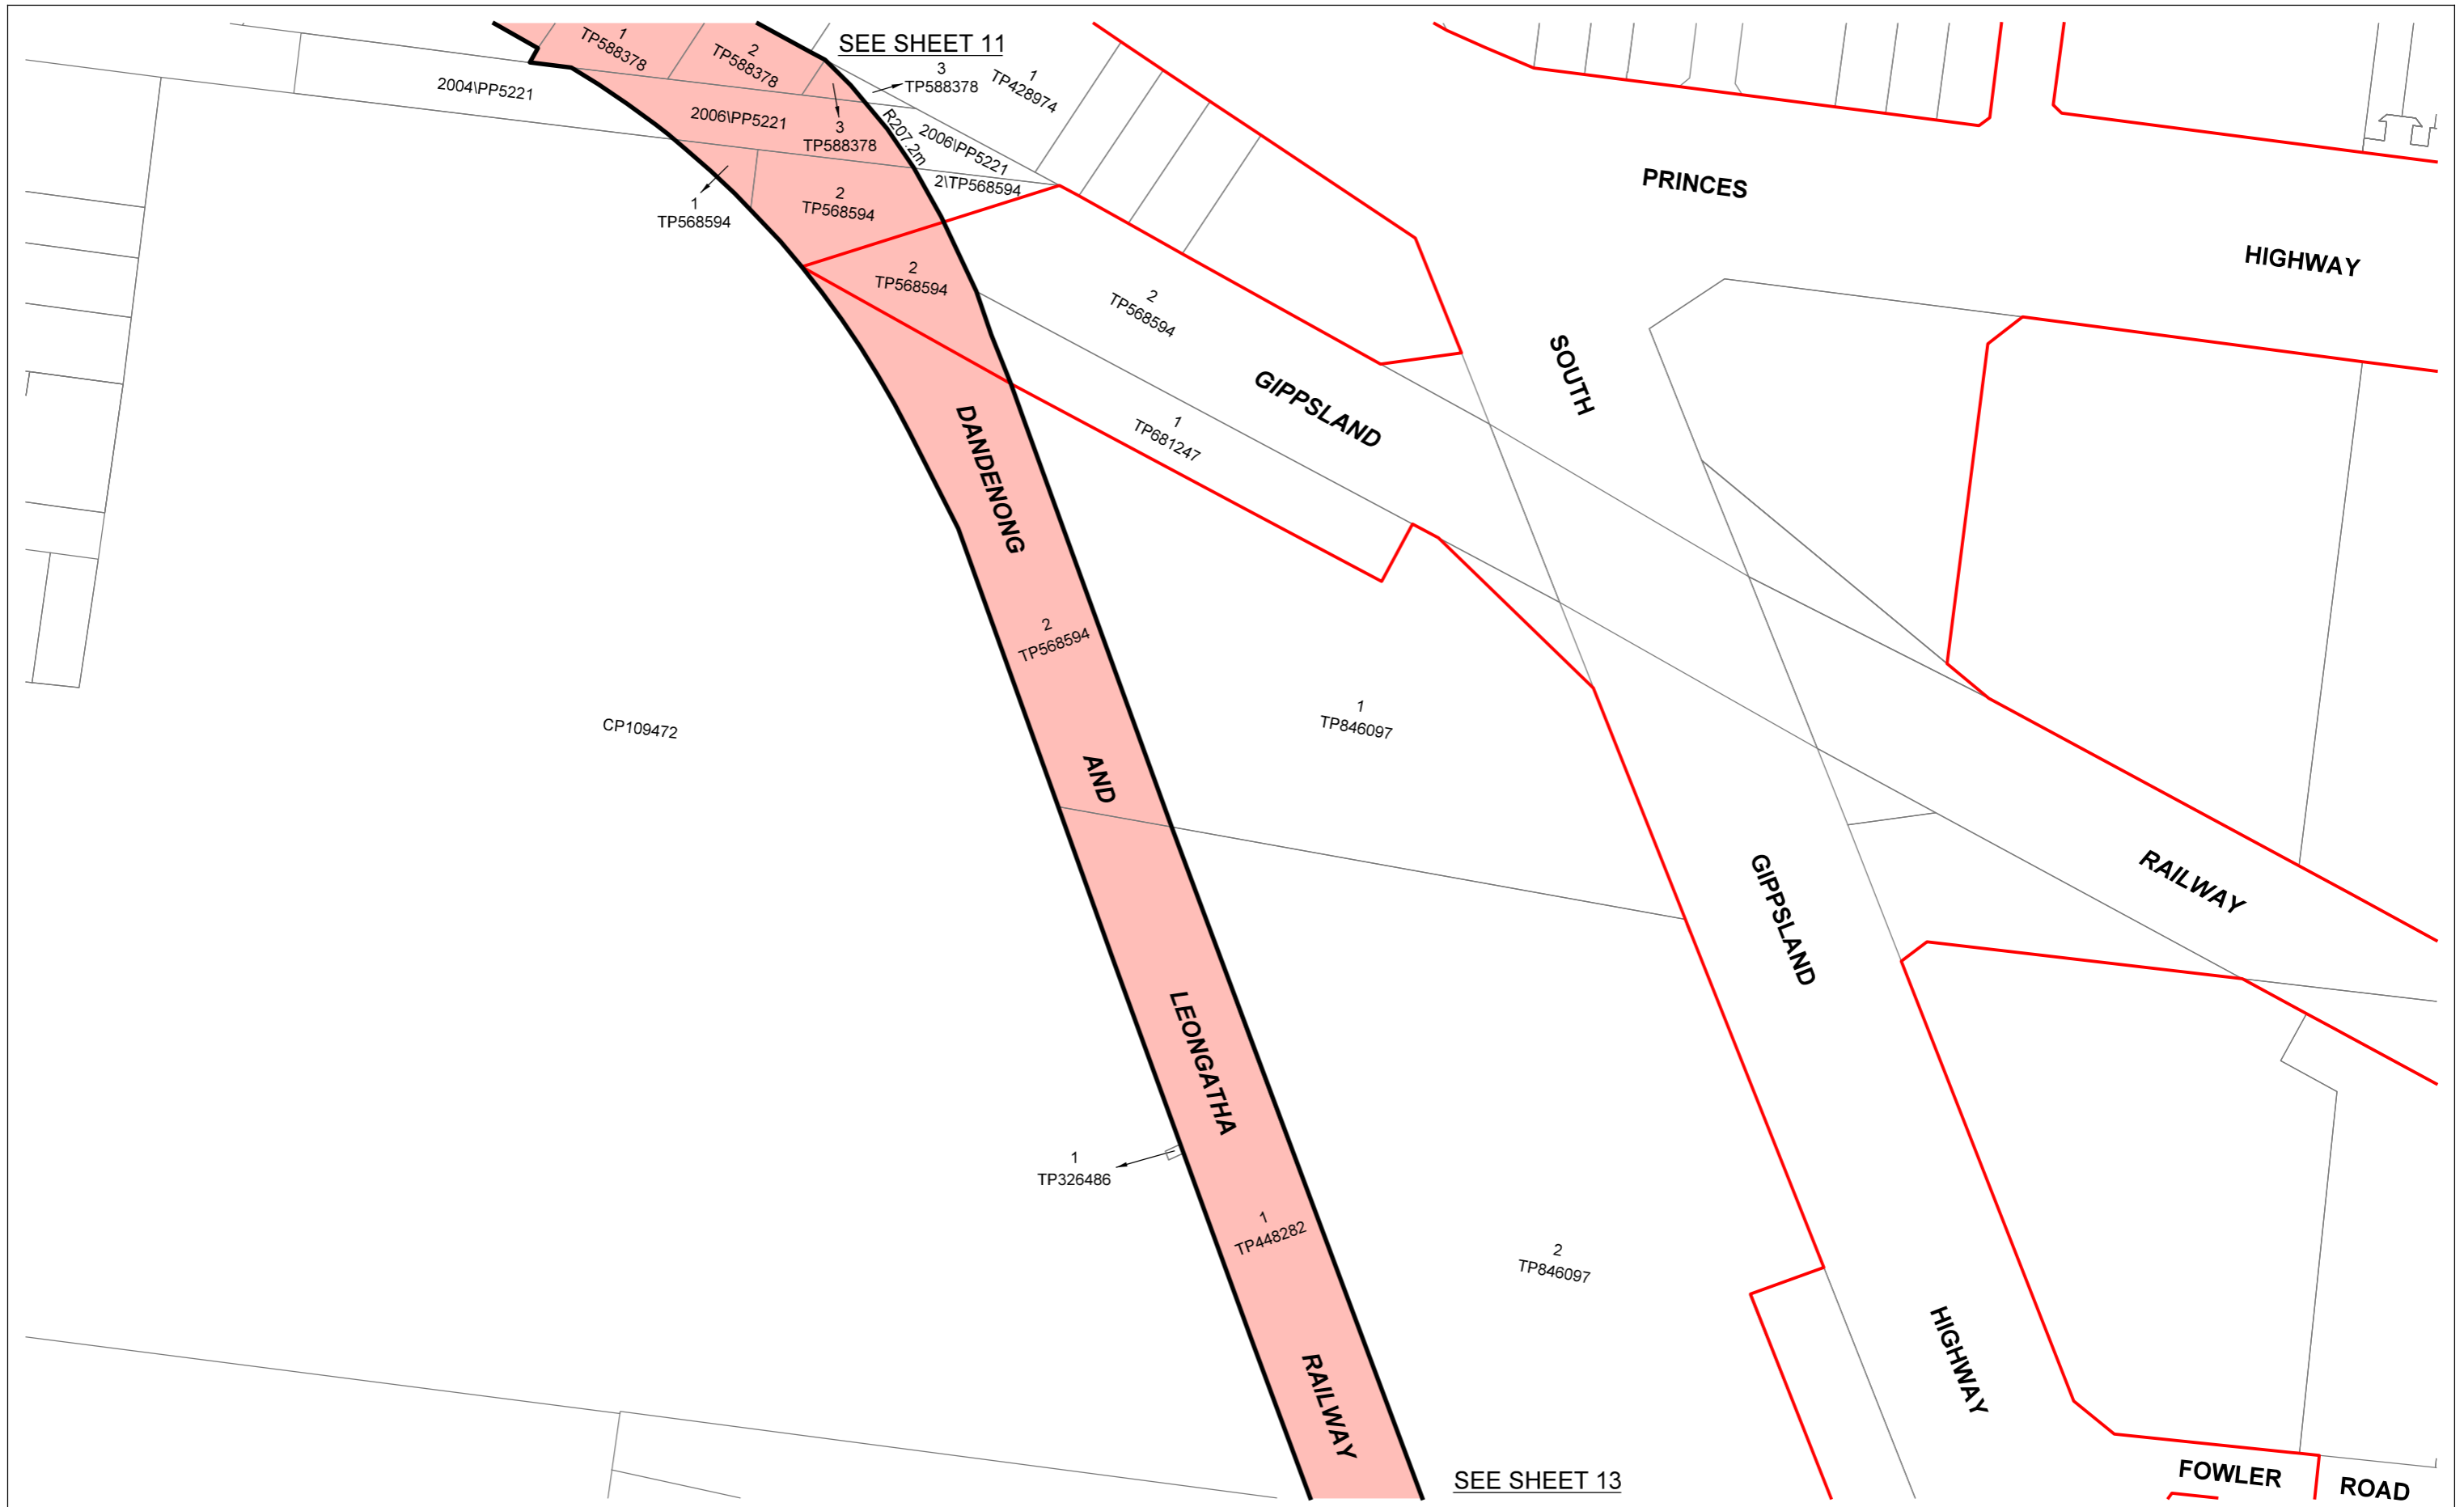 SEE SHEET 11
1
TP588378
2
TP588378
3
TP588378
1
TP428974
2004\PP5221
2006\PP5221
3
TP588378
R207.2m
2006\PP5221
2\TP568594
1
TP568594
2
TP568594
2
TP568594
2
TP568594
PRINCES
HIGHWAY
SOUTH
GIPPSLAND
1
TP681247
DANDENONG
2
TP568594
CP109472
1
TP846097
AND
GIPPSLAND
RAILWAY
LEONGATHA
1
TP326486
1
TP448282
2
TP846097
HIGHWAY
RAILWAY
SEE SHEET 13
FOWLER
ROAD